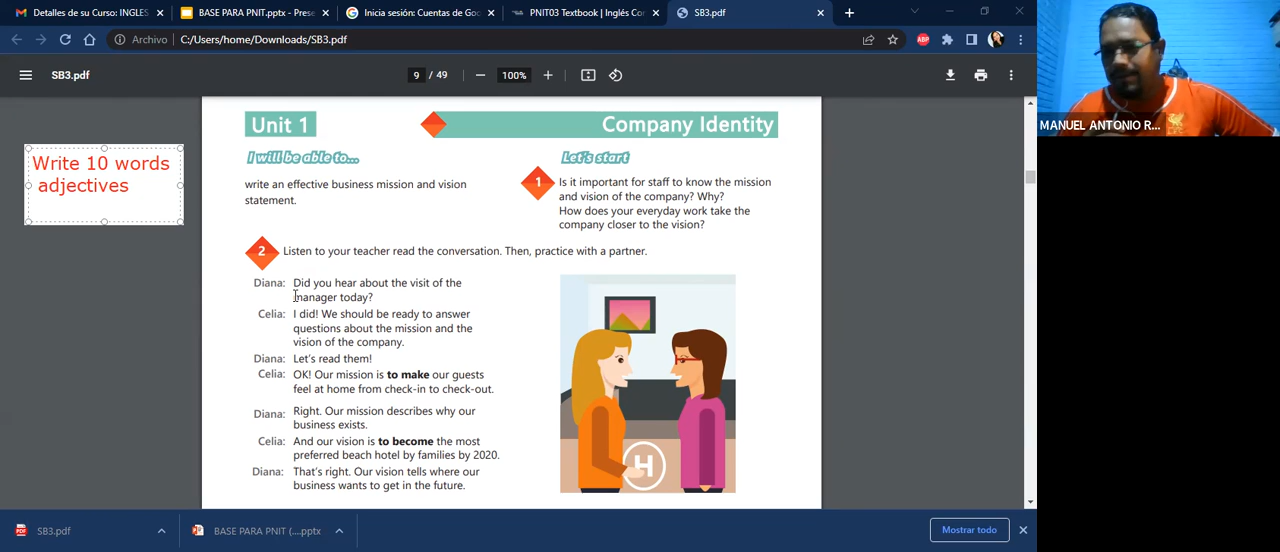 Detalles de su Curso: INGLES
BASE PARA PNIT.pptx - Prese
Inicia sesión: Cuentas de Goo
PNIT03 Textbook | Inglés Co
SB3.pdf
Archivo
C:/Users/home/Downloads/SB3.pdf
ABP
SB3.pdf
9 / 49
100%
MANUEL ANTONIO R...
Unit 1
Company Identity
Write 10 words
adjectives
I will be able to...
write an effective business mission and vision
statement.
Let's start
1
Is it important for staff to know the mission
and vision of the company? Why?
How does your everyday work take the
company closer to the vision?
2
Listen to your teacher read the conversation. Then, practice with a partner.
Diana: Did you hear about the visit of the
manager today?
Celia: I did! We should be ready to answer
questions about the mission and the
vision of the company.
Diana: Let's read them!
Celia: OK! Our mission is to make our guests
feel at home from check-in to check-out.
Diana: Right. Our mission describes why our
business exists.
Celia: And our vision is to become the most
preferred beach hotel by families by 2020.
Diana: That's right. Our vision tells where our
business wants to get in the future.
H
SB3.pdf
BASE PARA PNIT (....pptx
Mostrar todo